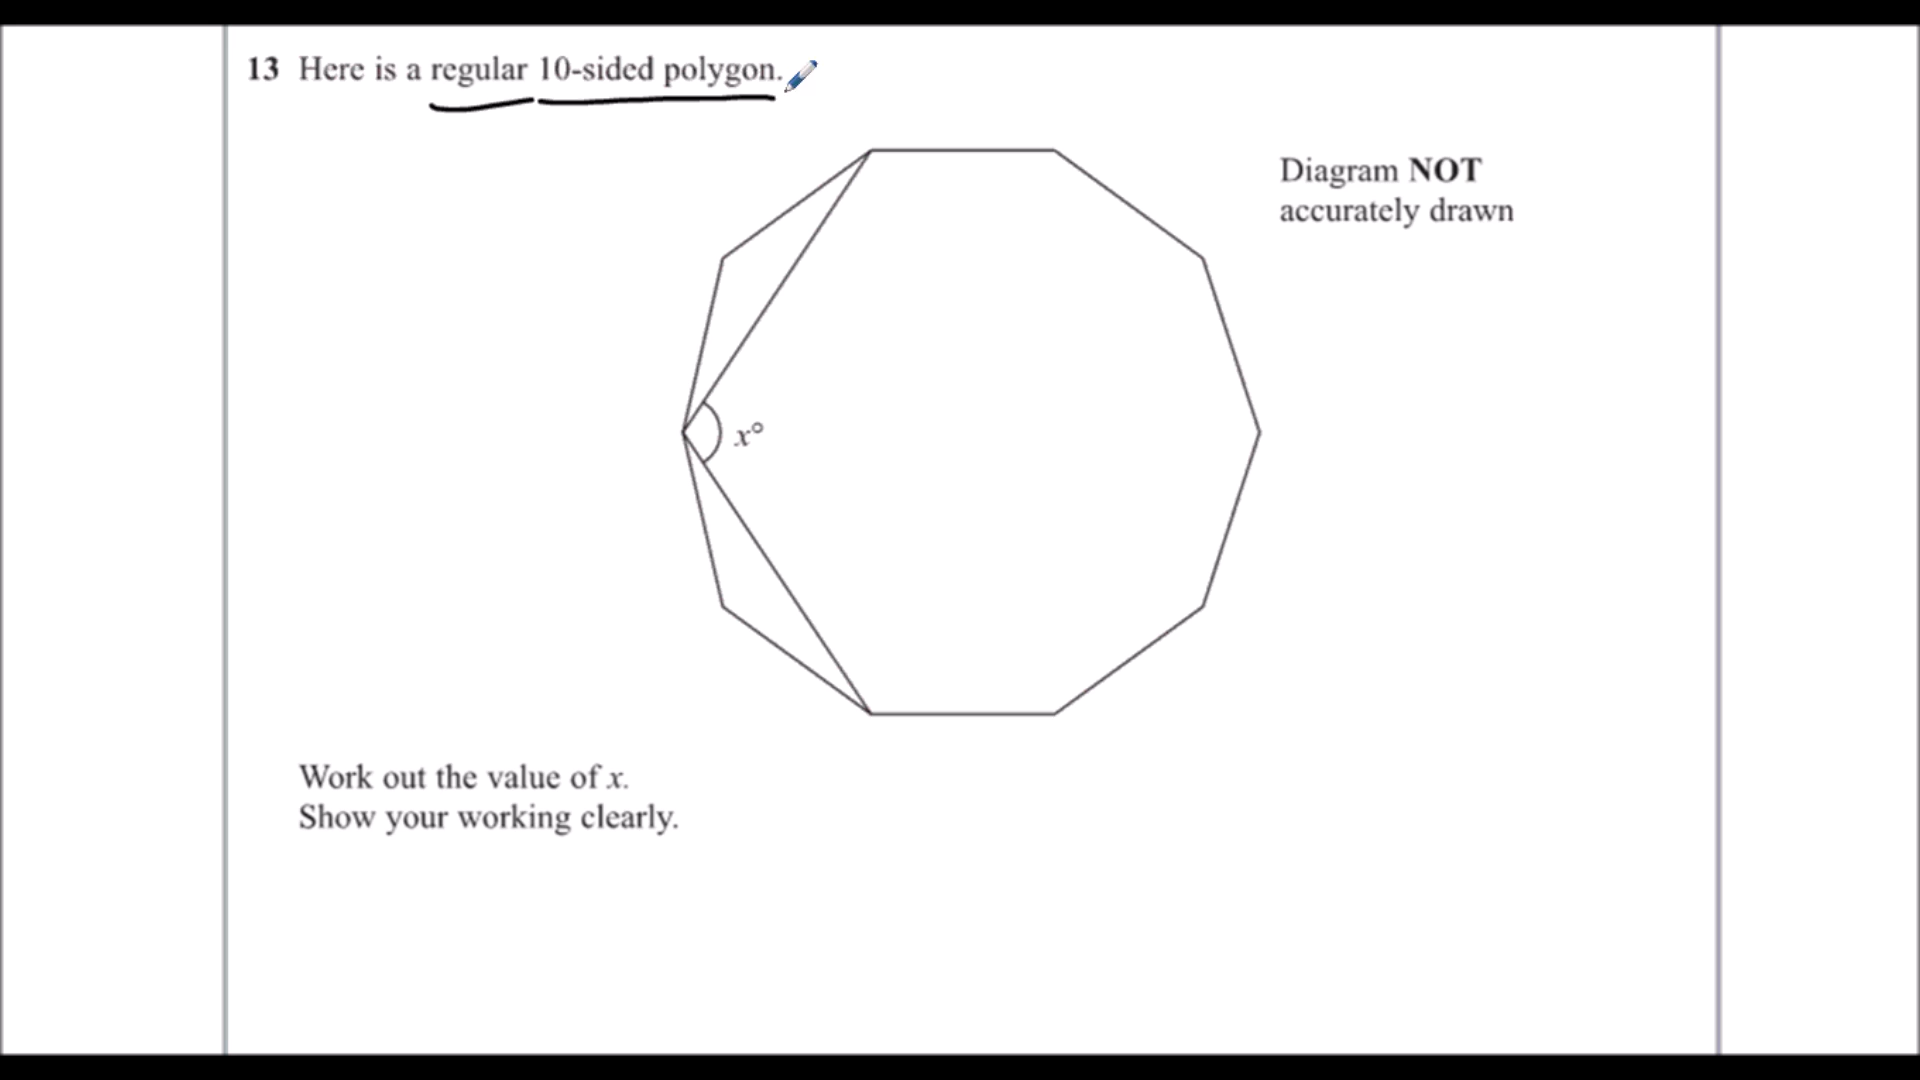 13 Here is a regular 10-sided polygon.
Diagram NOT
accurately drawn
x°
Work out the value of x.
Show your working clearly.